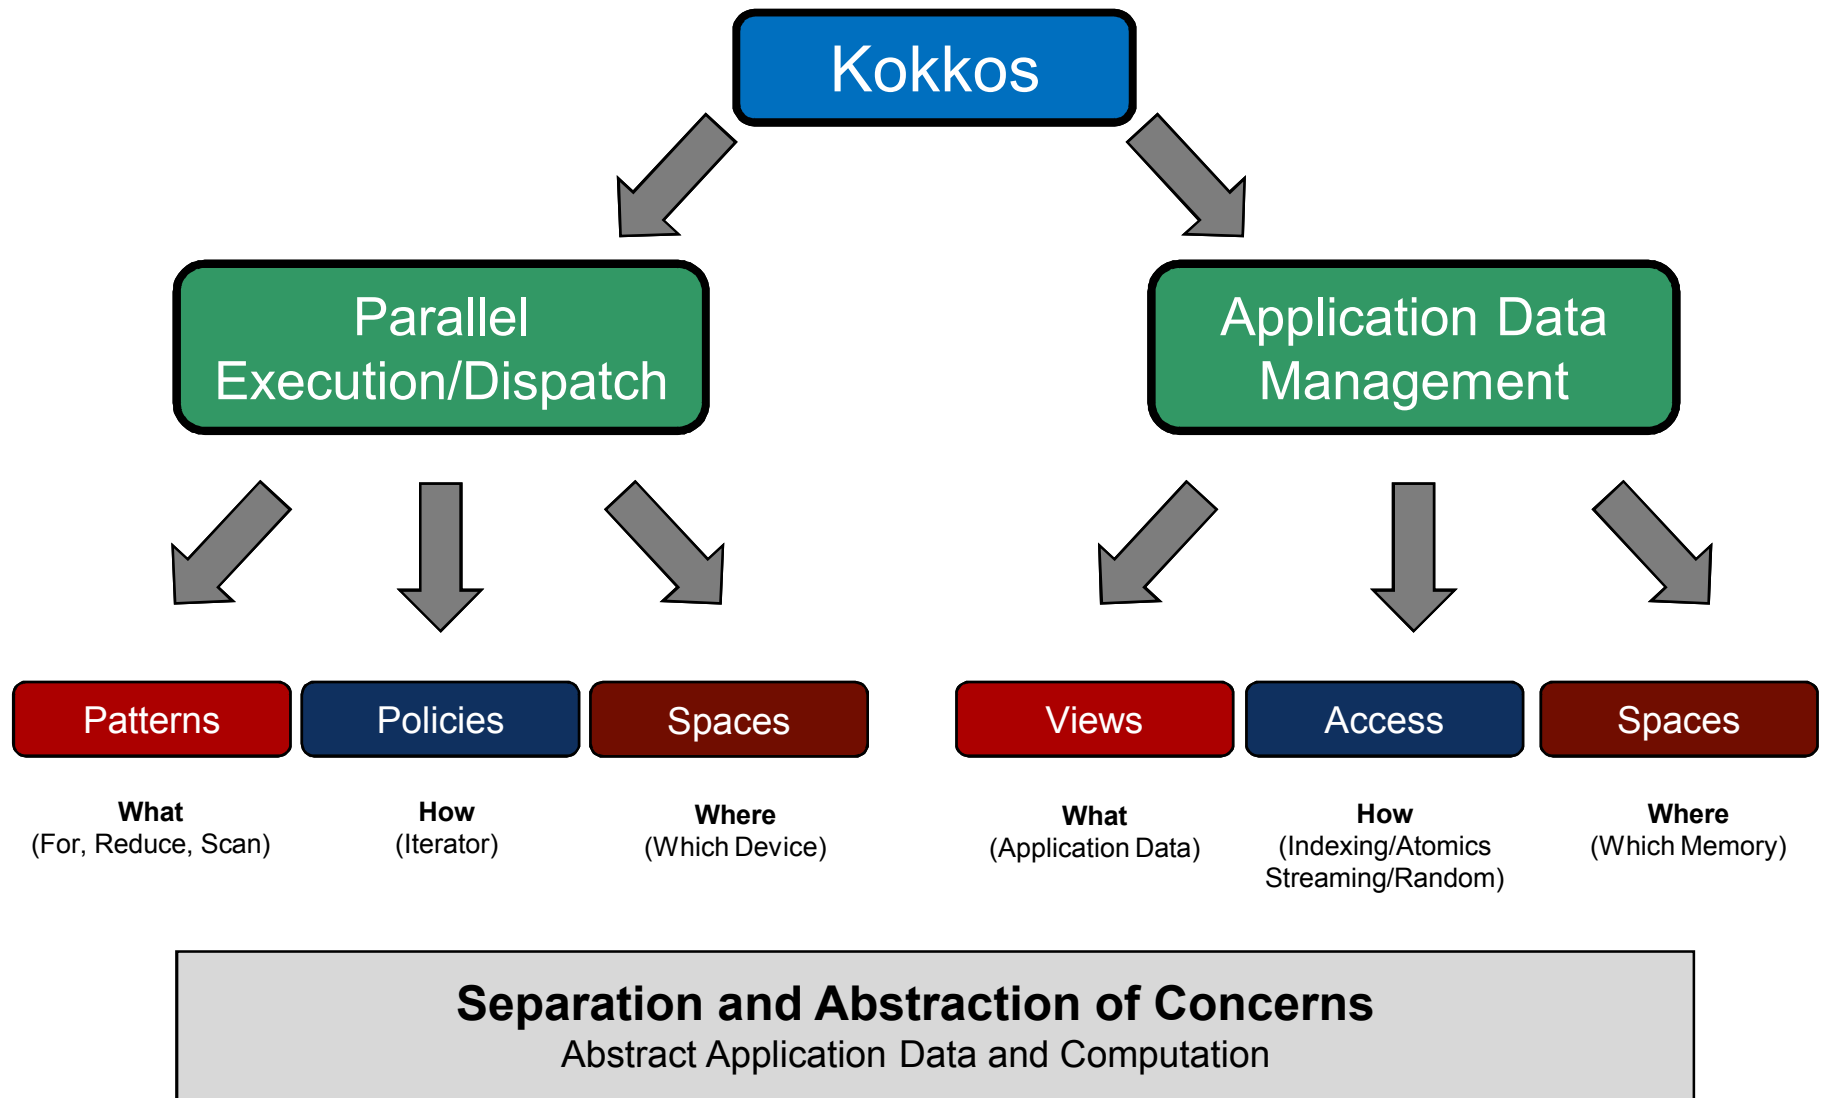 Kokkos
Parallel
Execution/Dispatch
Application Data
Management
Patterns
Policies
Spaces
Views
Access
Spaces
What
(For, Reduce, Scan)
How
(Iterator)
Where
(Which Device)
What
(Application Data)
How
(Indexing/Atomics
Streaming/Random)
Where
(Which Memory)
Separation and Abstraction of Concerns
Abstract Application Data and Computation